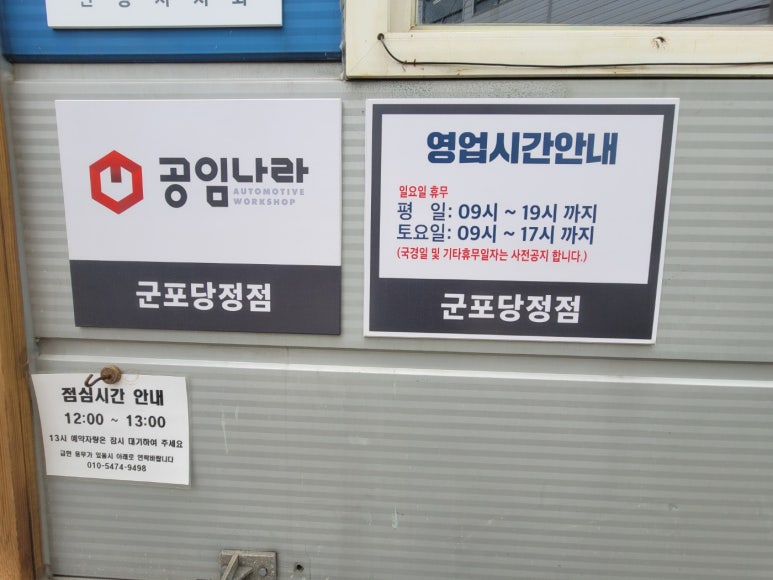 공임나라
AUTOMOTIVE
WORKSHOP
군포당정점
영업시간안내
일요일 휴무
평 일: 09시 ~ 19시 까지
토요일: 09시 ~ 17시 까지
(국경일 및 기타휴무일자는 사전공지 합니다.)
군포당정점
점심시간 안내
12:00 ~ 13:00
13시 예약차량은 잠시 대기하여 주세요
급한 용무가 있을시 아래로 연락바랍니다
010-5474-9498